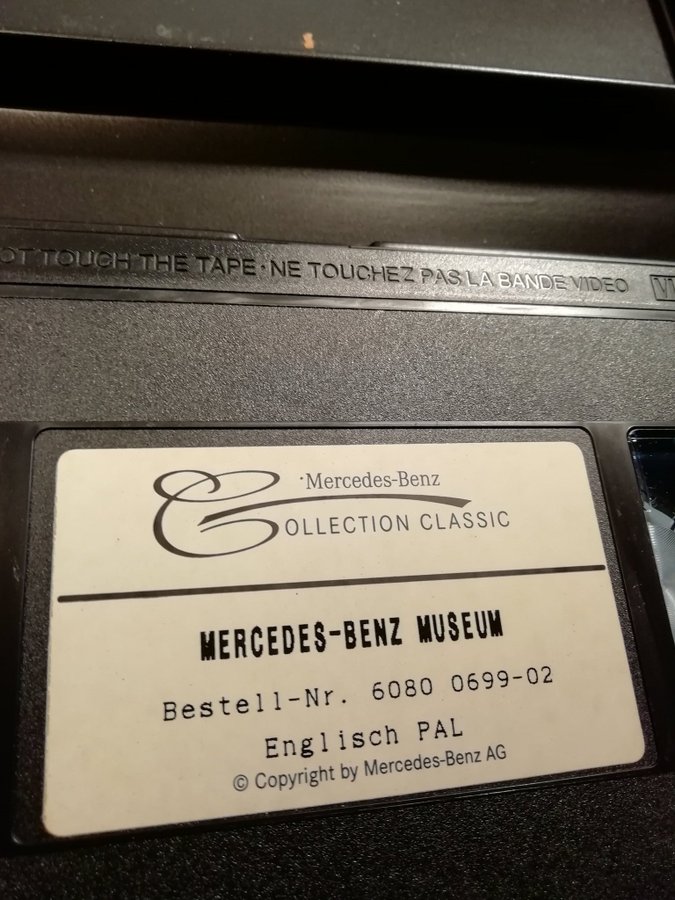 OT TOUCH THE TAPE·NE TOUCHEZ PAS LA BANDE VIDEO
·Mercedes-Benz
COLLECTION CLASSIC
MERCEDES-BENZ MUSEUM
Bestell-Nr. 6080 0699-02
Englisch PAL
© Copyright by Mercedes-Benz AG